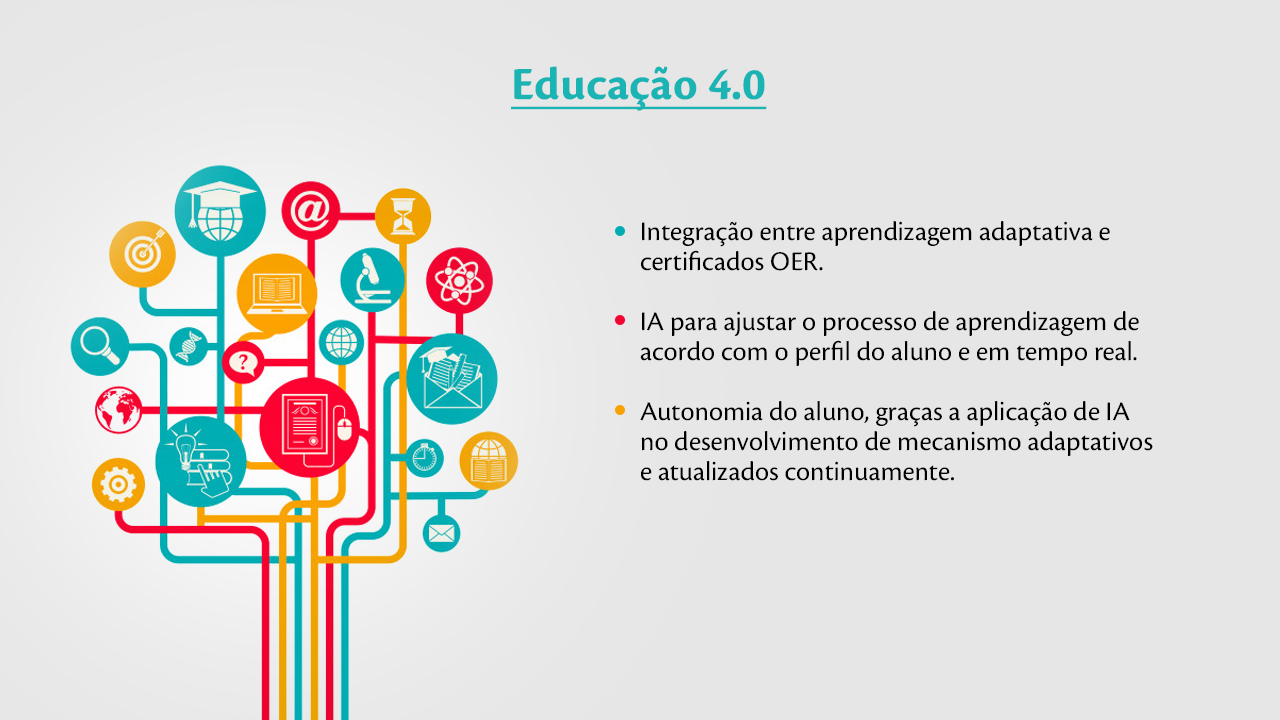 Educação 4.0
@
?
Integração entre aprendizagem adaptativa e
certificados OER.
IA para ajustar o processo de aprendizagem de
acordo com o perfil do aluno e em tempo real.
Autonomia do aluno, graças a aplicação de IA
no desenvolvimento de mecanismo adaptativos
e atualizados continuamente.